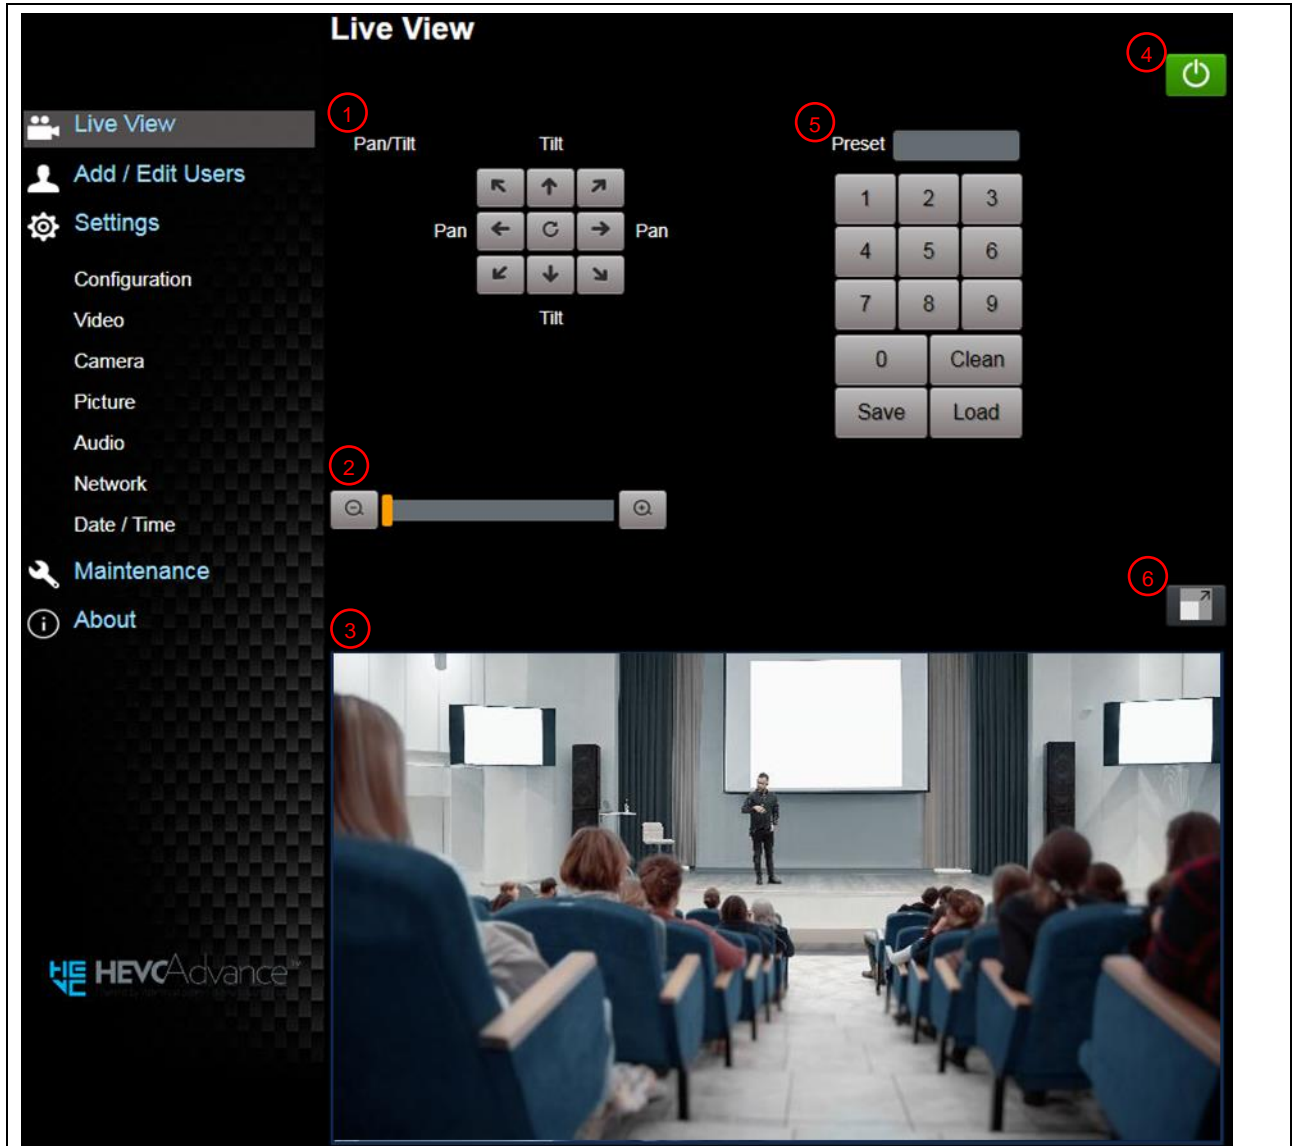 Live View
4
Live View
Add / Edit Users
Settings
Configuration
Video
Camera
Picture
Audio
Network
Date / Time
Maintenance
About
HEVCAdvance™
1
Pan/Tilt
Tilt
Pan
Pan
Tilt
5
Preset
1 2 3
4 5 6
7 8 9
0 Clean
Save Load
2
6
3